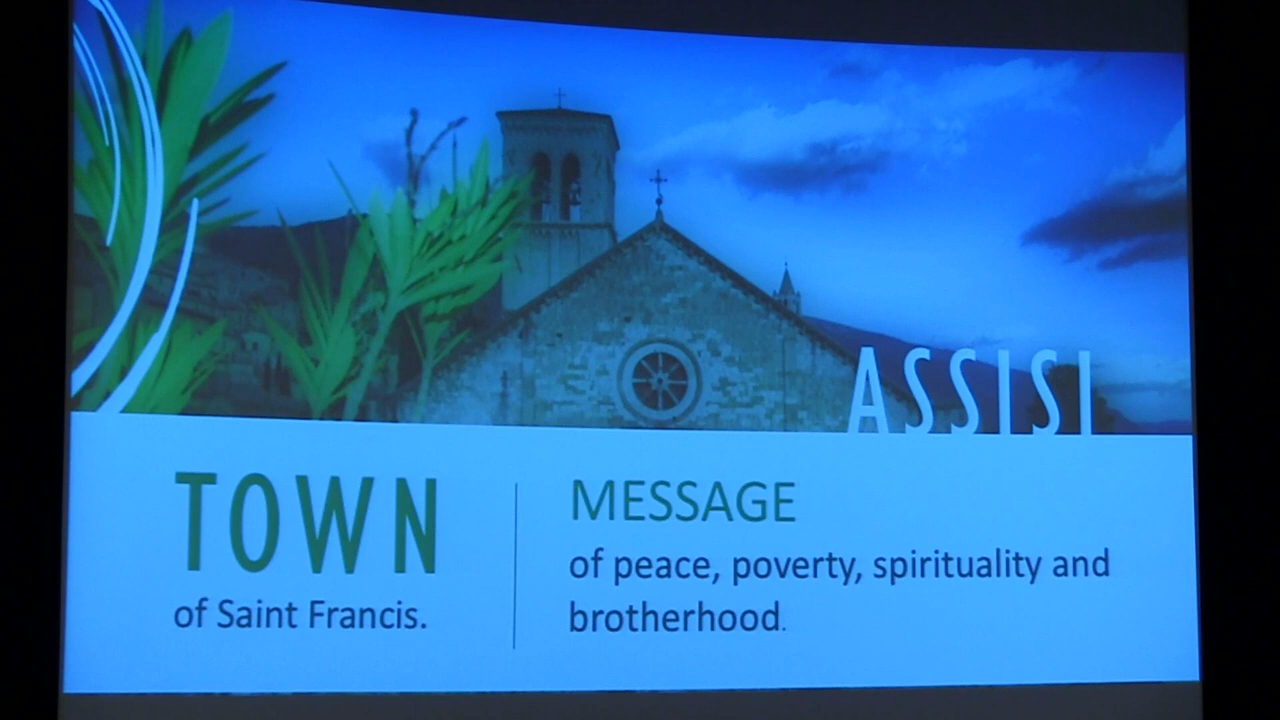 ASSISI
TOWN
of Saint Francis.
MESSAGE
of peace, poverty, spirituality and
brotherhood.